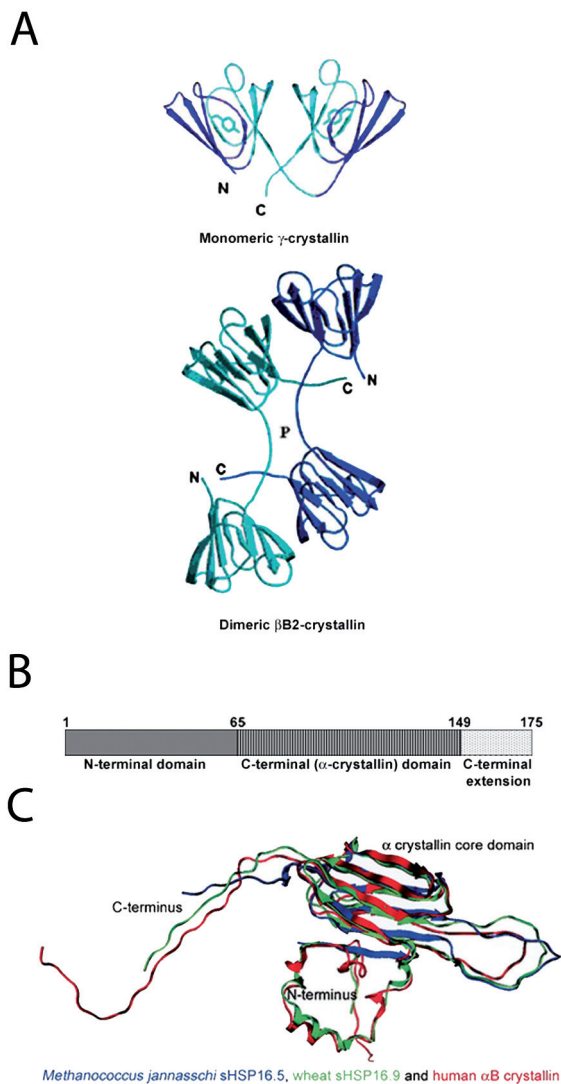 A
N
C
Monomeric γ-crystallin
C
N
P
N
C
Dimeric βB2-crystallin
B
1 65 149 175
N-terminal domain C-terminal (α-crystallin) domain C-terminal
extension
C
α crystallin core domain
C-terminus
N-terminus
Methanococcus jannasschi sHSP16.5, wheat sHSP16.9 and human αB crystallin